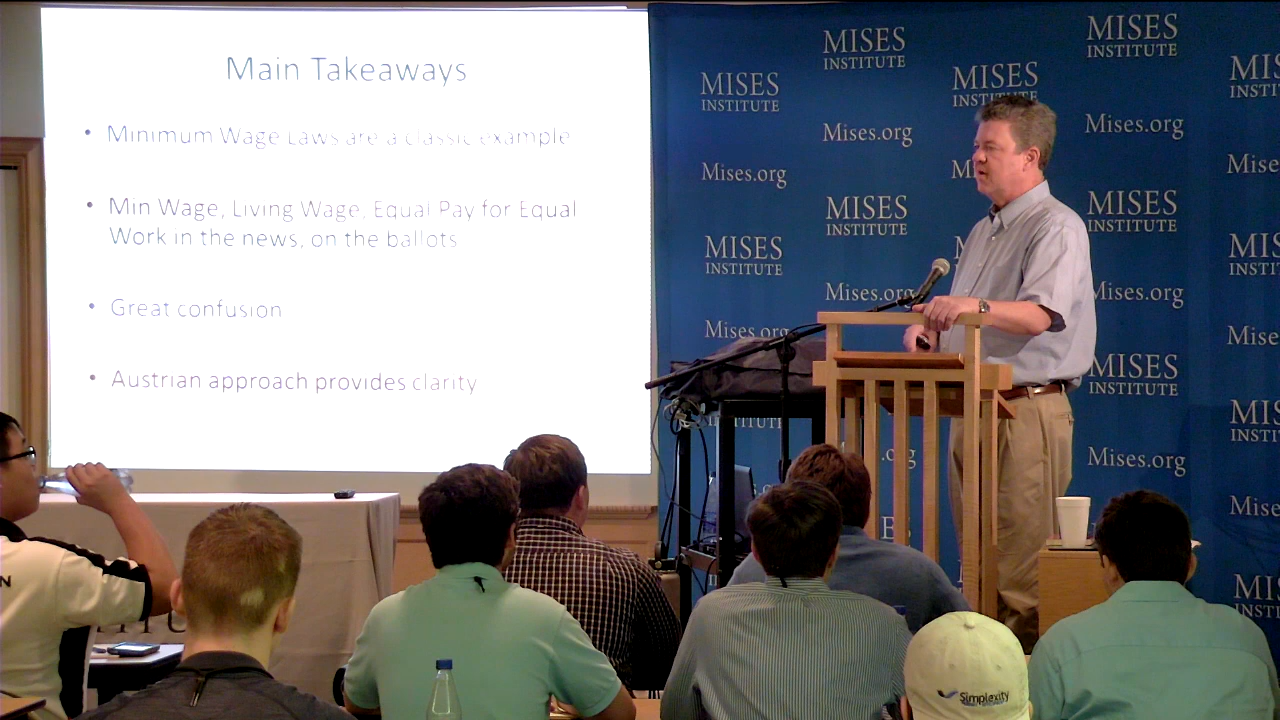 Main Takeaways
• Minimum Wage Laws are a classic example
• Min Wage, Living Wage, Equal Pay for Equal
Work in the news, on the ballots
• Great confusion
• Austrian approach provides clarity
MISES
INSTITUTE
MISES
INSTITUTE
MISES
INSTITUTE
MISES
INSTITUTE
Mises.org
Mises.org
Mises.org
MISES
INSTITUTE
MISES
INSTITUTE
MISES
INSTITUTE
Mises.org
Mises.org
Mises.org
MISES
INSTITUTE
Mises.org
Simplexity